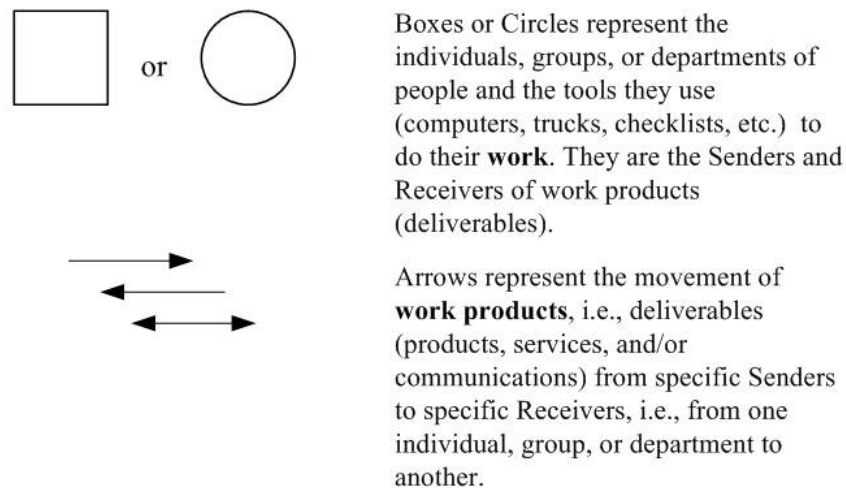 or
Boxes or Circles represent the
individuals, groups, or departments of
people and the tools they use
(computers, trucks, checklists, etc.)  to
do their work. They are the Senders and
Receivers of work products
(deliverables).
Arrows represent the movement of
work products, i.e., deliverables
(products, services, and/or
communications) from specific Senders
to specific Receivers, i.e., from one
individual, group, or department to
another.